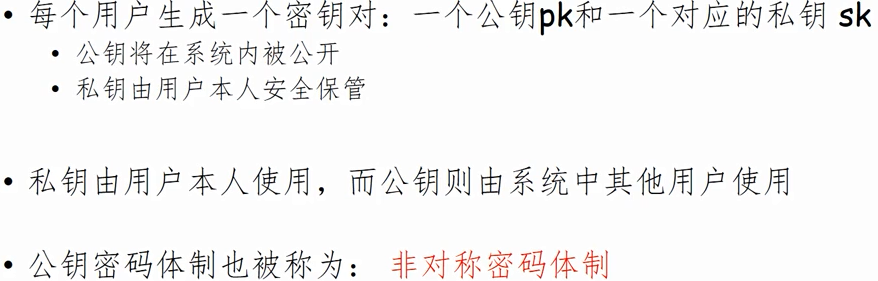 • 每个用户生成一个密钥对：一个公钥pk和一个对应的私钥 sk
• 公钥将在系统内被公开
• 私钥由用户本人安全保管
• 私钥由用户本人使用，而公钥则由系统中其他用户使用
• 公钥密码体制也被称为： 非对称密码体制